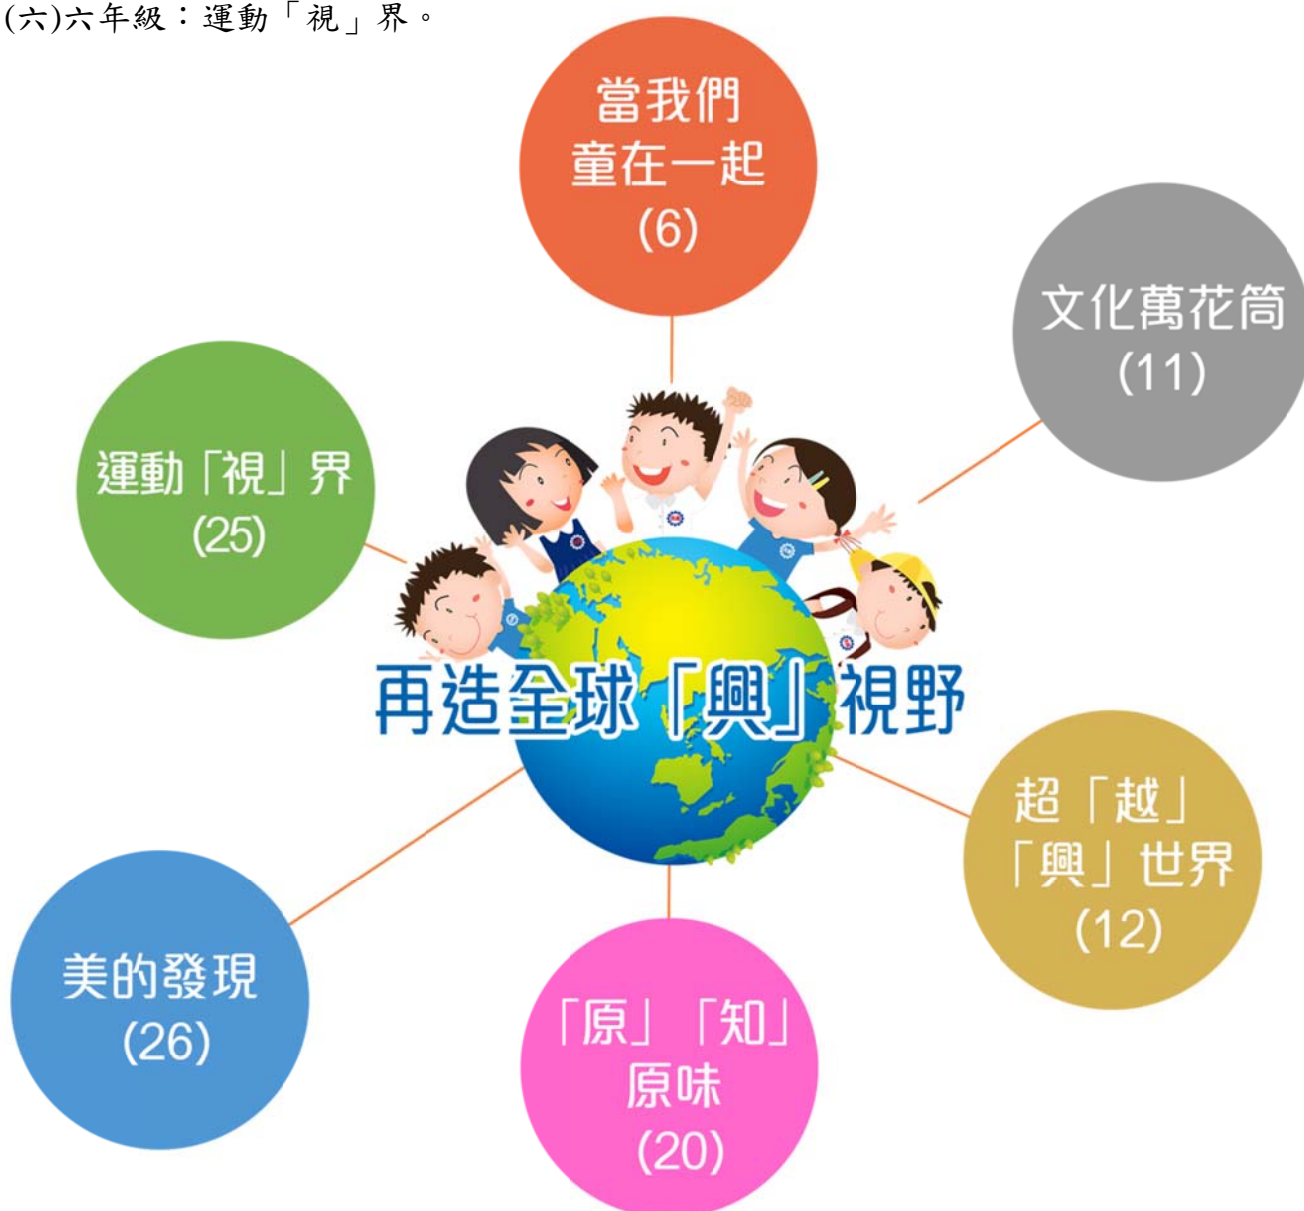 (六)六年級：運動「視」界。
當我們
童在一起
(6)
文化萬花筒
(11)
運動「視」界
(25)
再造全球「興」視野
超「越」
「興」世界
(12)
美的發現
(26)
「原」「知」
原味
(20)